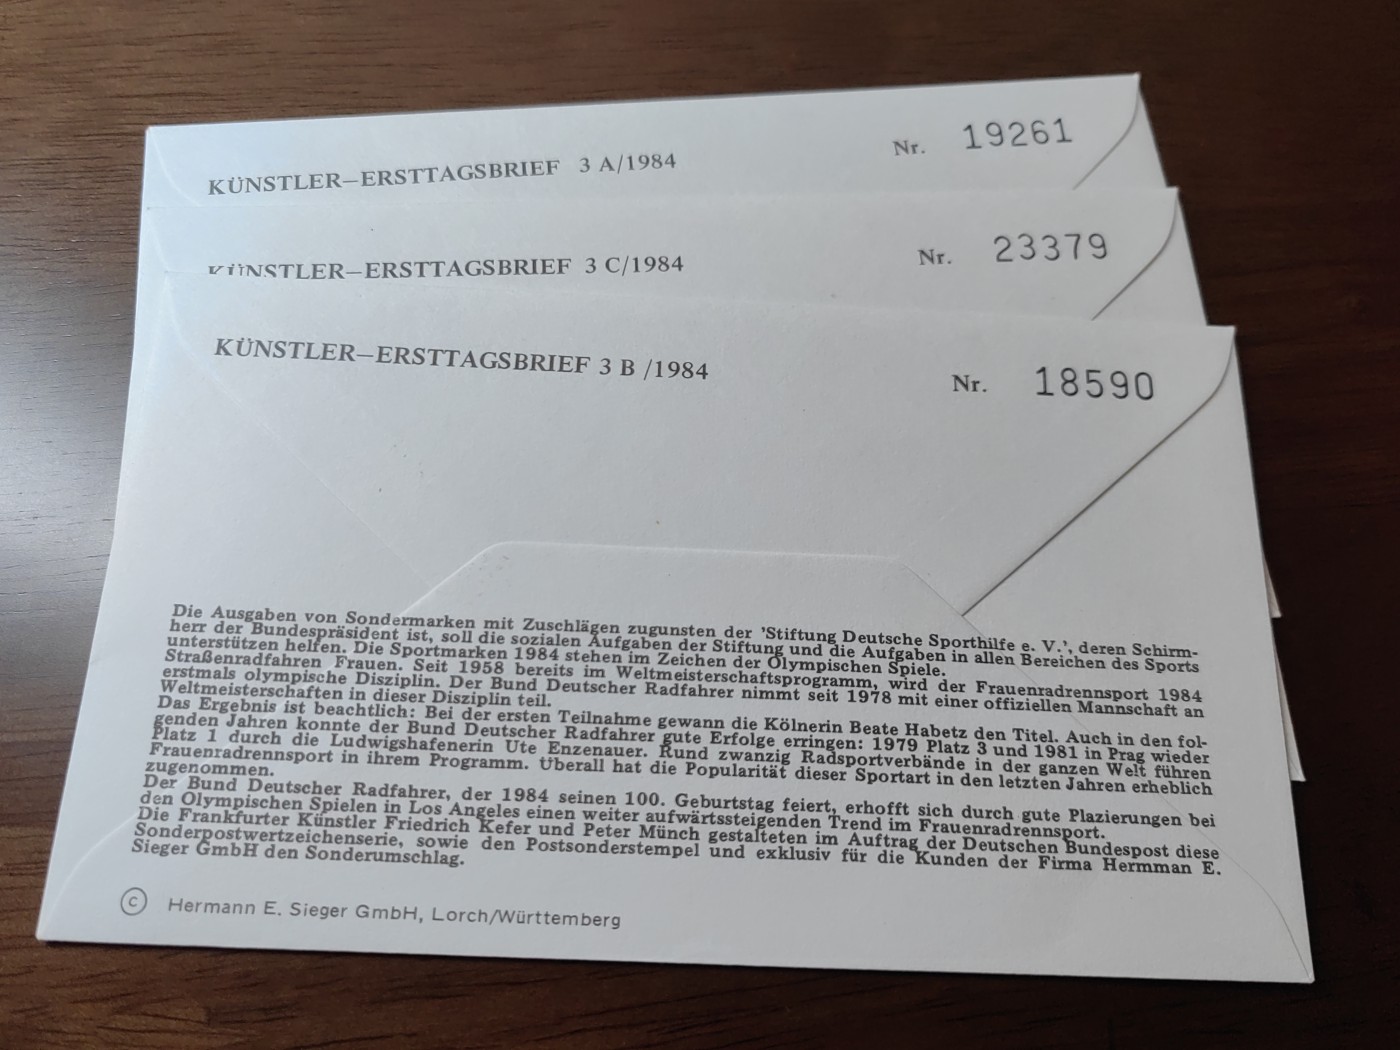 KÜNSTLER–ERSTTAGSBRIEF 3 A/1984 Nr. 19261
KÜNSTLER–ERSTTAGSBRIEF 3 C/1984 Nr. 23379
KÜNSTLER–ERSTTAGSBRIEF 3 B /1984 Nr. 18590
Die Ausgaben von Sondermarken mit Zuschlägen zugunsten der 'Stiftung Deutsche Sporthilfe e. V.', deren Schirm-
herr der Bundespräsident ist, soll die sozialen Aufgaben der Stiftung und die Aufgaben in allen Bereichen des Sports
unterstützen helfen. Die Sportmarken 1984 stehen im Zeichen der Olympischen Spiele.
Straßenradfahren Frauen. Seit 1958 bereits im Weltmeisterschaftsprogramm, wird der Frauenradrennsport 1984
erstmals olympische Disziplin. Der Bund Deutscher Radfahrer nimmt seit 1978 mit einer offiziellen Mannschaft an
Weltmeisterschaften in dieser Disziplin teil.
Das Ergebnis ist beachtlich: Bei der ersten Teilnahme gewann die Kölnerin Beate Habetz den Titel. Auch in den fol-
genden Jahren konnte der Bund Deutscher Radfahrer gute Erfolge erringen: 1979 Platz 3 und 1981 in Prag wieder
Platz 1 durch die Ludwigshafenerin Ute Enzenauer. Rund zwanzig Radsportverbände in der ganzen Welt führen
Frauenradrennsport in ihrem Programm. Überall hat die Popularität dieser Sportart in den letzten Jahren erheblich
zugenommen.
Der Bund Deutscher Radfahrer, der 1984 seinen 100. Geburtstag feiert, erhofft sich durch gute Plazierungen bei
den Olympischen Spielen in Los Angeles einen weiter aufwärtssteigenden Trend im Frauenradrennsport.
Die Frankfurter Künstler Friedrich Kefer und Peter Münch gestalteten im Auftrag der Deutschen Bundespost diese
Sonderpostwertzeichenserie, sowie den Postsonderstempel und exklusiv für die Kunden der Firma Hermman E.
Sieger GmbH den Sonderumschlag.
© Hermann E. Sieger GmbH, Lorch/Württemberg